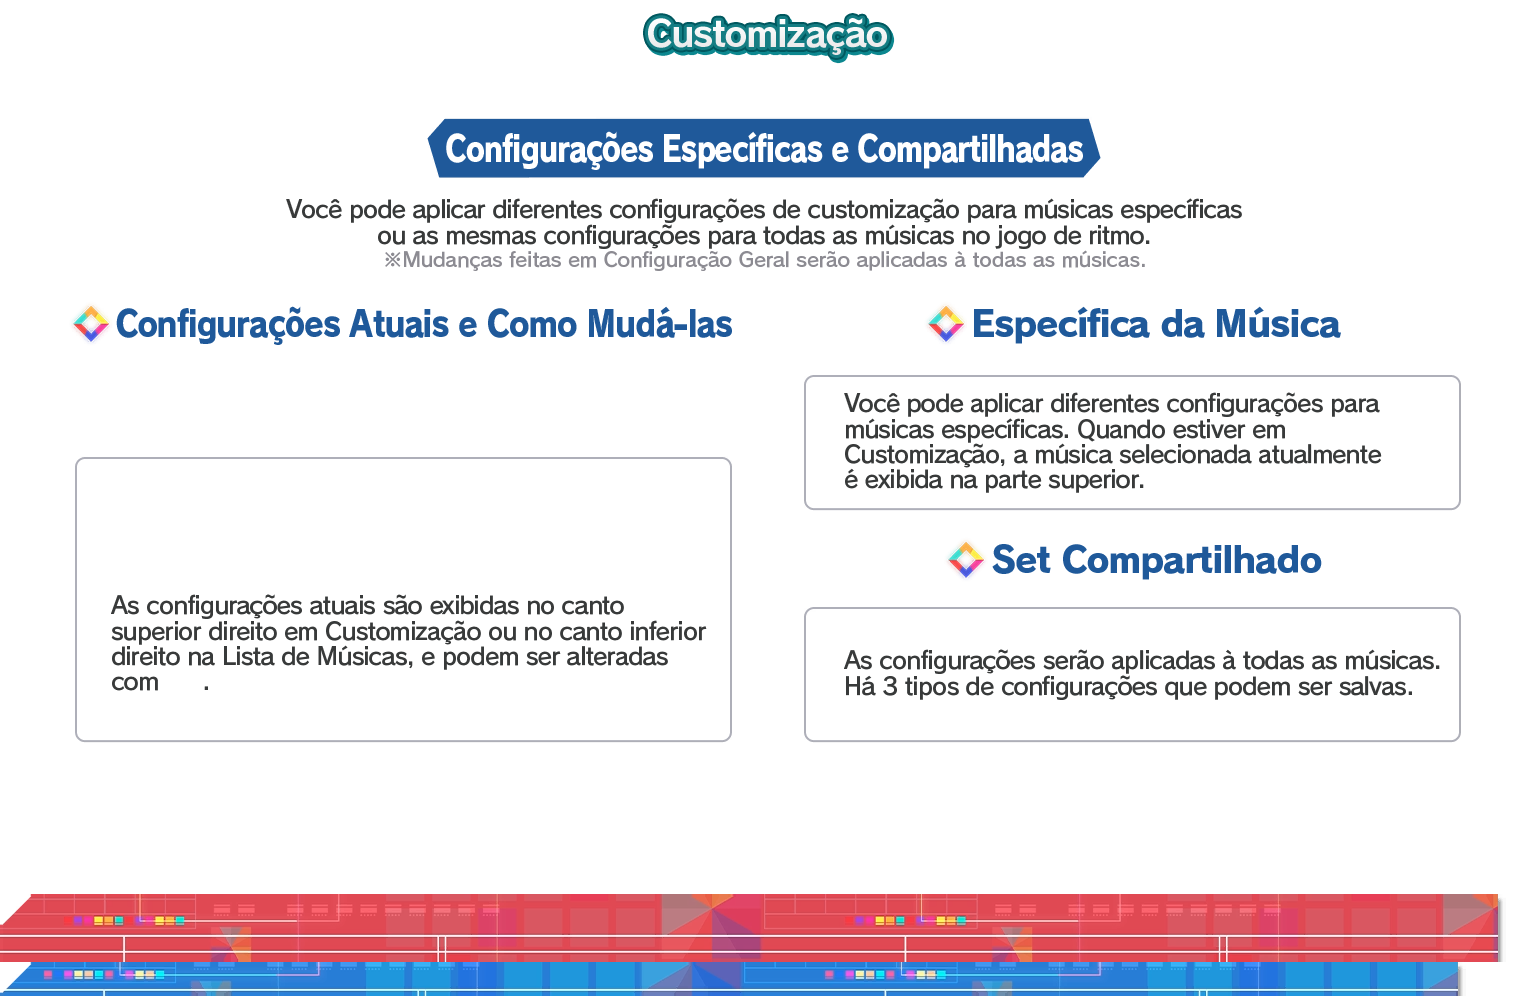 Customização
Configurações Específicas e Compartilhadas
Você pode aplicar diferentes configurações de customização para músicas específicas
ou as mesmas configurações para todas as músicas no jogo de ritmo.
※Mudanças feitas em Configuração Geral serão aplicadas à todas as músicas.
Configurações Atuais e Como Mudá-las
As configurações atuais são exibidas no canto
superior direito em Customização ou no canto inferior
direito na Lista de Músicas, e podem ser alteradas
com .
Específica da Música
Você pode aplicar diferentes configurações para
músicas específicas. Quando estiver em
Customização, a música selecionada atualmente
é exibida na parte superior.
Set Compartilhado
As configurações serão aplicadas à todas as músicas.
Há 3 tipos de configurações que podem ser salvas.